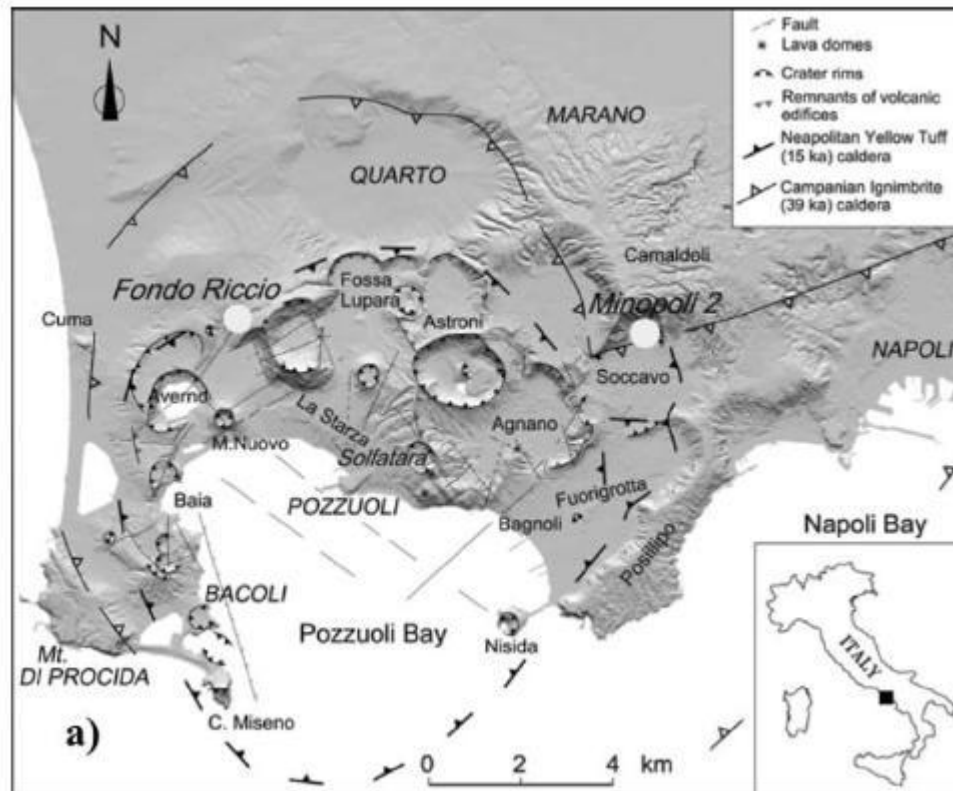 N
Fault
Lava domes
Crater rims
Remnants of volcanic
edifices
Neapolitan Yellow Tuff
(15 ka) caldera
Campanian Ignimbrite
(39 ka) caldera
MARANO
QUARTO
Camaldoli
Fondo Riccio
Fossa
Lupara
Minopoli 2
Cuma
Astroni
NAPOLI
Soccavo
Averno
La Starza
Agnano
M.Nuovo
Solfatara
Fuorigrotta
Baia
POZZUOLI
Bagnoli
Posillipo
Napoli Bay
BACOLI
Pozzuoli Bay
Nisida
Mt.
DI PROCIDA
ITALY
C. Miseno
a)
0 2 4 km